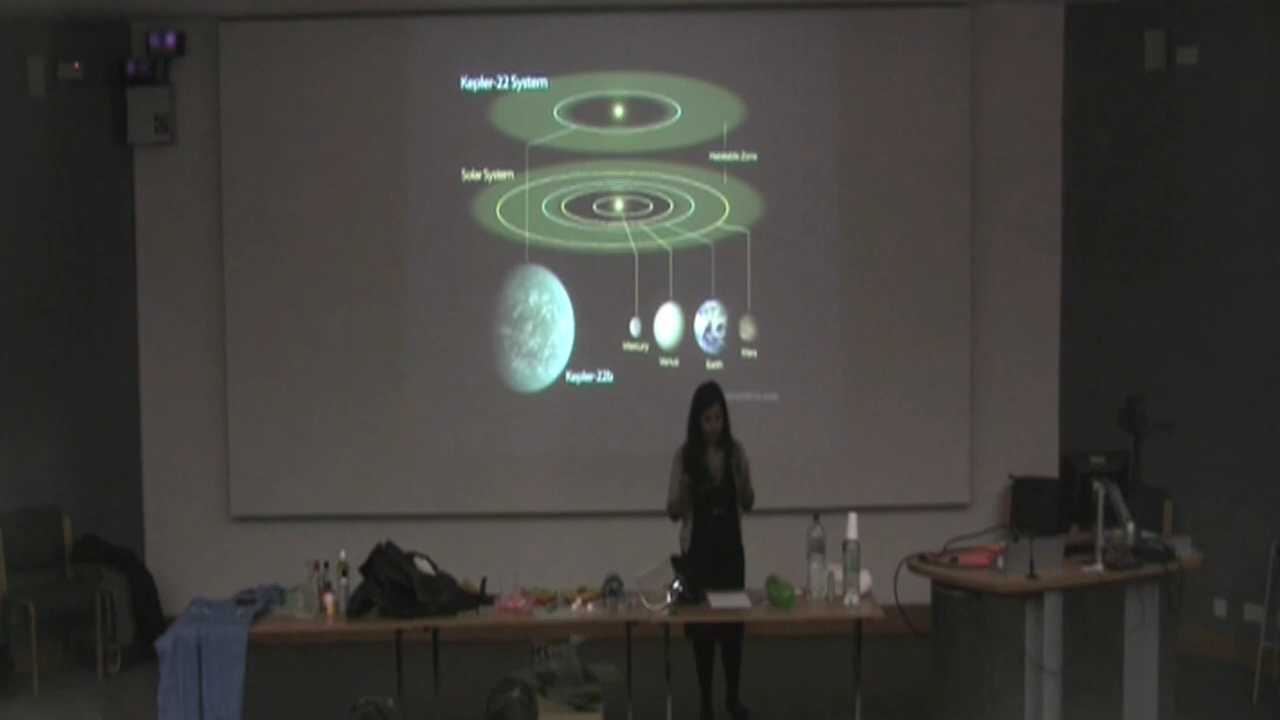 Kepler-22 System
Habitable Zone
Solar System
Mercury
Venus
Earth
Mars
Kepler-22b